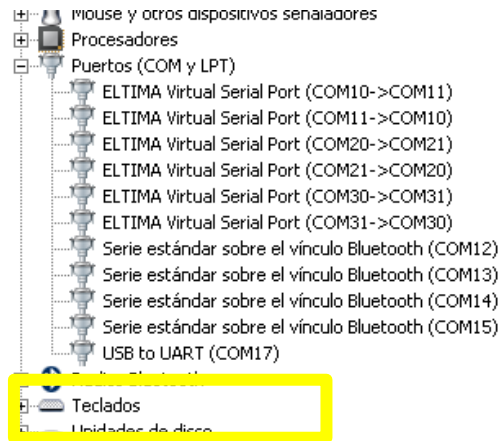 Mouse y otros dispositivos señaladores
Procesadores
Puertos (COM y LPT)
ELTIMA Virtual Serial Port (COM10->COM11)
ELTIMA Virtual Serial Port (COM11->COM10)
ELTIMA Virtual Serial Port (COM20->COM21)
ELTIMA Virtual Serial Port (COM21->COM20)
ELTIMA Virtual Serial Port (COM30->COM31)
ELTIMA Virtual Serial Port (COM31->COM30)
Serie estándar sobre el vínculo Bluetooth (COM12)
Serie estándar sobre el vínculo Bluetooth (COM13)
Serie estándar sobre el vínculo Bluetooth (COM14)
Serie estándar sobre el vínculo Bluetooth (COM15)
USB to UART (COM17)
Teclados
Unidades de disco